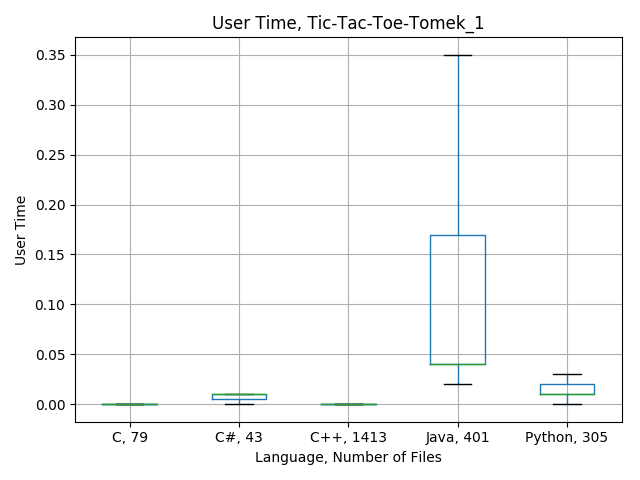 User Time, Tic-Tac-Toe-Tomek_1
0.35
0.30
0.25
0.20
0.15
0.10
0.05
0.00
User Time
C, 79
C#, 43
C++, 1413
Java, 401
Python, 305
Language, Number of Files